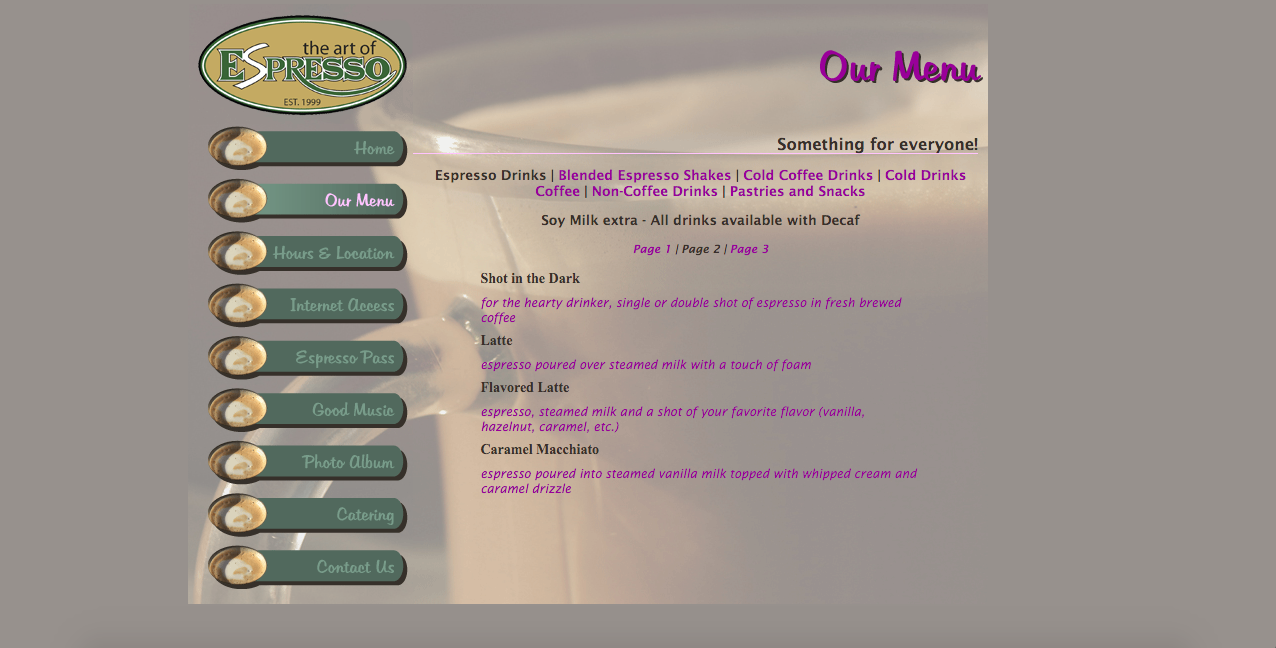 the art of
ESPRESSO
EST. 1999
Our Menu
Home
Our Menu
Hours & Location
Internet Access
Espresso Pass
Good Music
Photo Album
Catering
Contact Us
Something for everyone!
Espresso Drinks | Blended Espresso Shakes | Cold Coffee Drinks | Cold Drinks
Coffee | Non-Coffee Drinks | Pastries and Snacks
Soy Milk extra - All drinks available with Decaf
Page 1 | Page 2 | Page 3
Shot in the Dark
for the hearty drinker, single or double shot of espresso in fresh brewed
coffee
Latte
espresso poured over steamed milk with a touch of foam
Flavored Latte
espresso, steamed milk and a shot of your favorite flavor (vanilla,
hazelnut, caramel, etc.)
Caramel Macchiato
espresso poured into steamed vanilla milk topped with whipped cream and
caramel drizzle